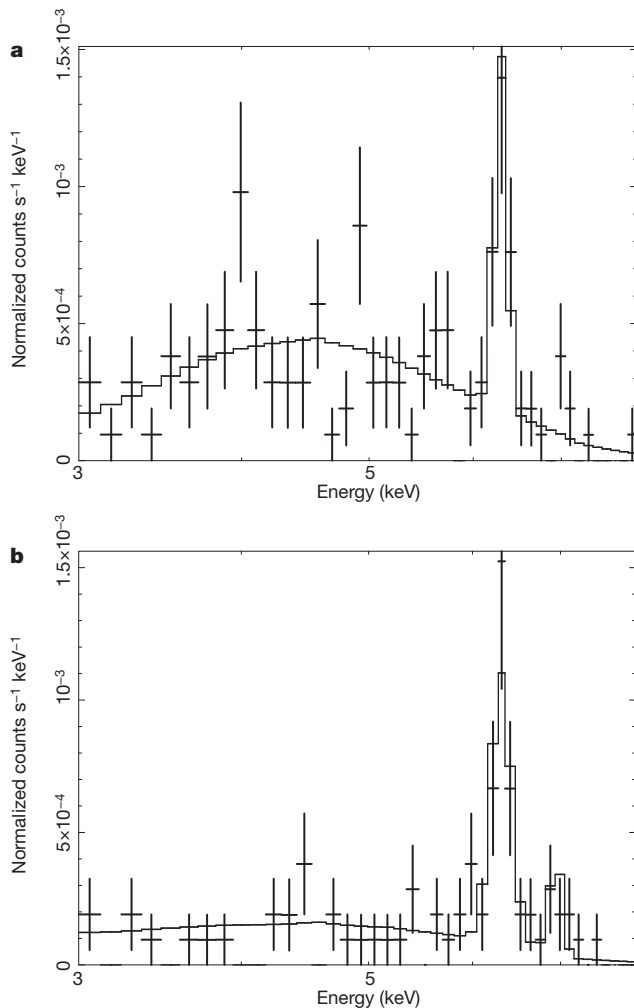 a
Normalized counts s⁻¹ keV⁻¹
1.5×10⁻³
10⁻³
5×10⁻⁴
0
3
5
Energy (keV)
b
Normalized counts s⁻¹ keV⁻¹
1.5×10⁻³
10⁻³
5×10⁻⁴
0
3
5
Energy (keV)